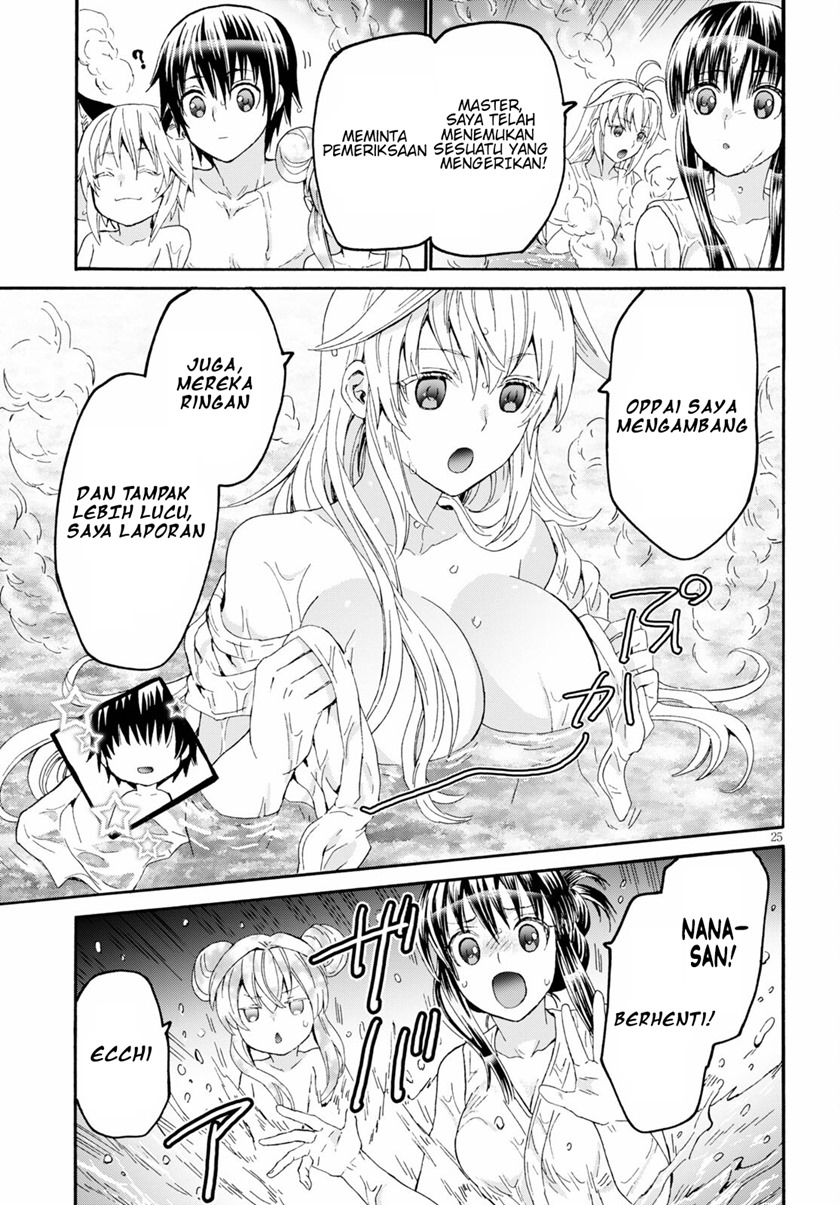 MASTER,
SAYA TELAH
MENEMUKAN
SESUATU YANG
MENGERIKAN!
MEMINTA
PEMERIKSAAN
?
OPPAI SAYA
MENGAMBANG
JUGA,
MEREKA
RINGAN
DAN TAMPAK
LEBIH LUCU,
SAYA LAPORAN
ぷか
25
NANA-
SAN!
BERHENTI!
ECCHI
ザバア